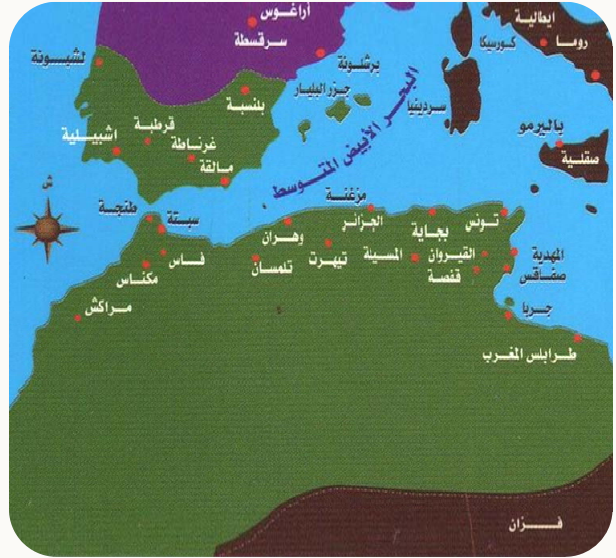 أراغوس
سرقسطة
ايطالية
كورسيكا
روما
لشبونة
برشلونة
جزر البليار
بلنسبة
سردينيا
البحر الأبيض المتوسط
قرطبة
اشبيلية
غرناطة
مالقة
باليرمو
صقلية
ش
طنجة
سبتة
مزغنة
الجزائر
وهران
بجاية
تونس
فاس
مكناس
تلمسان
تيهرت
المسيلة
القيروان
قفصة
المهدية
صفاقس
مراكش
جربا
طرابلس المغرب
فزان